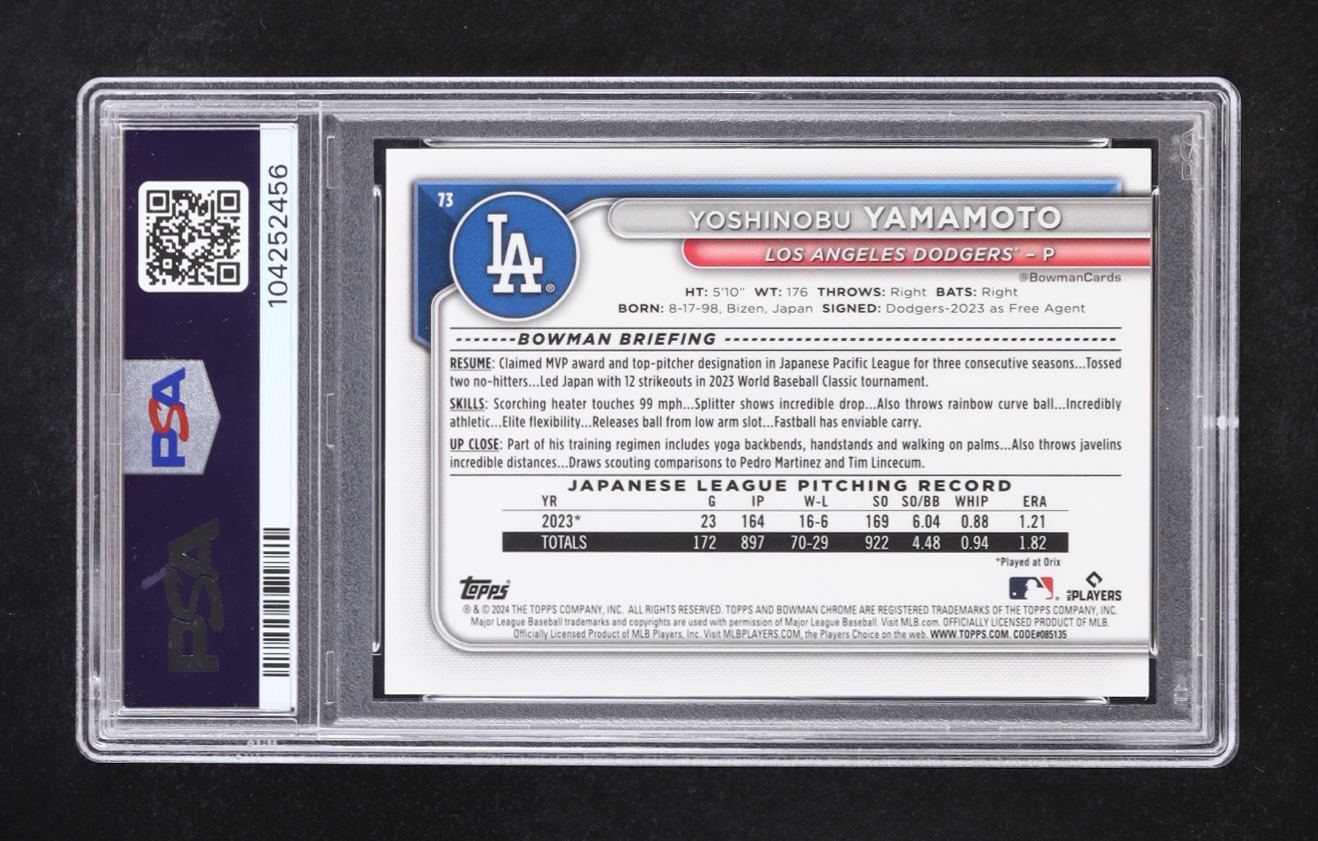 104252456
PSA
PSA
73
LA®
YOSHINOBU YAMAMOTO
LOS ANGELES DODGERS™ – P
@BowmanCards
HT: 5'10" WT: 176 THROWS: Right BATS: Right
BORN: 8-17-98, Bizen, Japan SIGNED: Dodgers-2023 as Free Agent
BOWMAN BRIEFING
RESUME: Claimed MVP award and top-pitcher designation in Japanese Pacific League for three consecutive seasons...Tossed
two no-hitters...Led Japan with 12 strikeouts in 2023 World Baseball Classic tournament.
SKILLS: Scorching heater touches 99 mph...Splitter shows incredible drop...Also throws rainbow curve ball...Incredibly
athletic...Elite flexibility...Releases ball from low arm slot...Fastball has enviable carry.
UP CLOSE: Part of his training regimen includes yoga backbends, handstands and walking on palms...Also throws javelins
incredible distances...Draws scouting comparisons to Pedro Martinez and Tim Lincecum.
JAPANESE LEAGUE PITCHING RECORD
YR G IP W-L SO SO/BB WHIP ERA
2023* 23 164 16-6 169 6.04 0.88 1.21
TOTALS 172 897 70-29 922 4.48 0.94 1.82
*Played at Orix
Topps®
PLAYERS
® & © 2024 THE TOPPS COMPANY, INC. ALL RIGHTS RESERVED. TOPPS AND BOWMAN CHROME ARE REGISTERED TRADEMARKS OF THE TOPPS COMPANY, INC.
Major League Baseball trademarks and copyrights are used with permission of Major League Baseball. Visit MLB.com. OFFICIALLY LICENSED PRODUCT OF MLB.
Officially Licensed Product of MLB Players, Inc. Visit MLBPLAYERS.COM, the Players Choice on the web. WWW.TOPPS.COM. CODE#085135